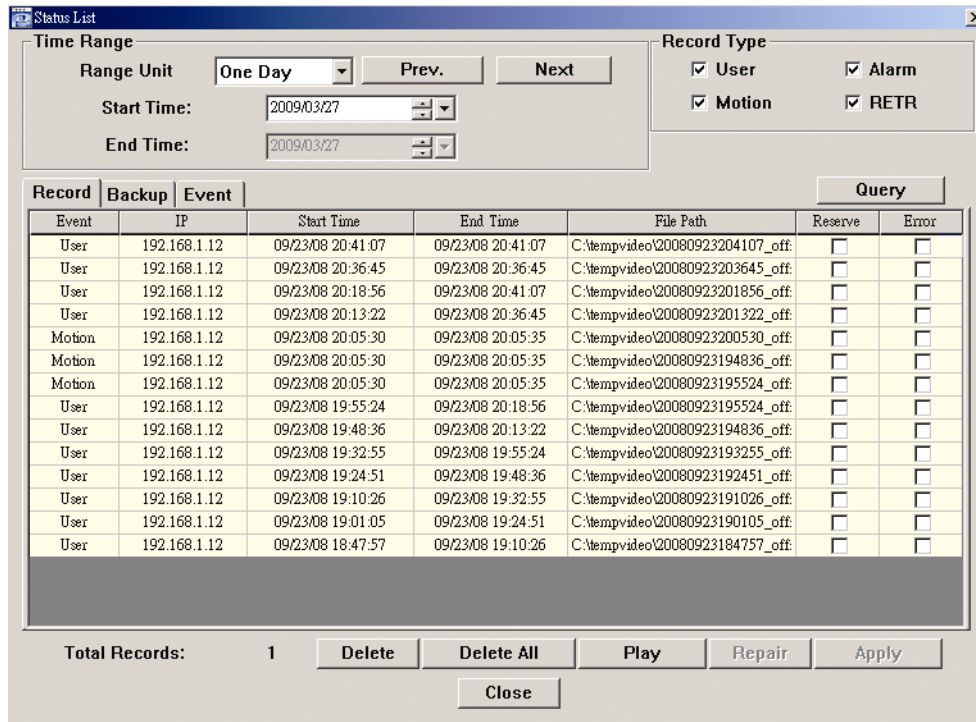 Status List
Time Range
Range Unit One Day Prev. Next
Start Time: 2009/03/27
End Time: 2009/03/27
Record Type
User Alarm
Motion RETR
Record Backup Event Query
Event IP Start Time End Time File Path Reserve Error
User 192.168.1.12 09/23/08 20:41:07 09/23/08 20:41:07 C:\tempvideo\20080923204107_off:
User 192.168.1.12 09/23/08 20:36:45 09/23/08 20:36:45 C:\tempvideo\20080923203645_off:
User 192.168.1.12 09/23/08 20:18:56 09/23/08 20:41:07 C:\tempvideo\20080923201856_off:
User 192.168.1.12 09/23/08 20:13:22 09/23/08 20:36:45 C:\tempvideo\20080923201322_off:
Motion 192.168.1.12 09/23/08 20:05:30 09/23/08 20:05:35 C:\tempvideo\20080923200530_off:
Motion 192.168.1.12 09/23/08 20:05:30 09/23/08 20:05:35 C:\tempvideo\20080923194836_off:
Motion 192.168.1.12 09/23/08 20:05:30 09/23/08 20:05:35 C:\tempvideo\20080923195524_off:
User 192.168.1.12 09/23/08 19:55:24 09/23/08 20:18:56 C:\tempvideo\20080923195524_off:
User 192.168.1.12 09/23/08 19:48:36 09/23/08 20:13:22 C:\tempvideo\20080923194836_off:
User 192.168.1.12 09/23/08 19:32:55 09/23/08 19:55:24 C:\tempvideo\20080923193255_off:
User 192.168.1.12 09/23/08 19:24:51 09/23/08 19:48:36 C:\tempvideo\20080923192451_off:
User 192.168.1.12 09/23/08 19:10:26 09/23/08 19:32:55 C:\tempvideo\20080923191026_off:
User 192.168.1.12 09/23/08 19:01:05 09/23/08 19:24:51 C:\tempvideo\20080923190105_off:
User 192.168.1.12 09/23/08 18:47:57 09/23/08 19:10:26 C:\tempvideo\20080923184757_off:
Total Records: 1 Delete Delete All Play Repair Apply
Close